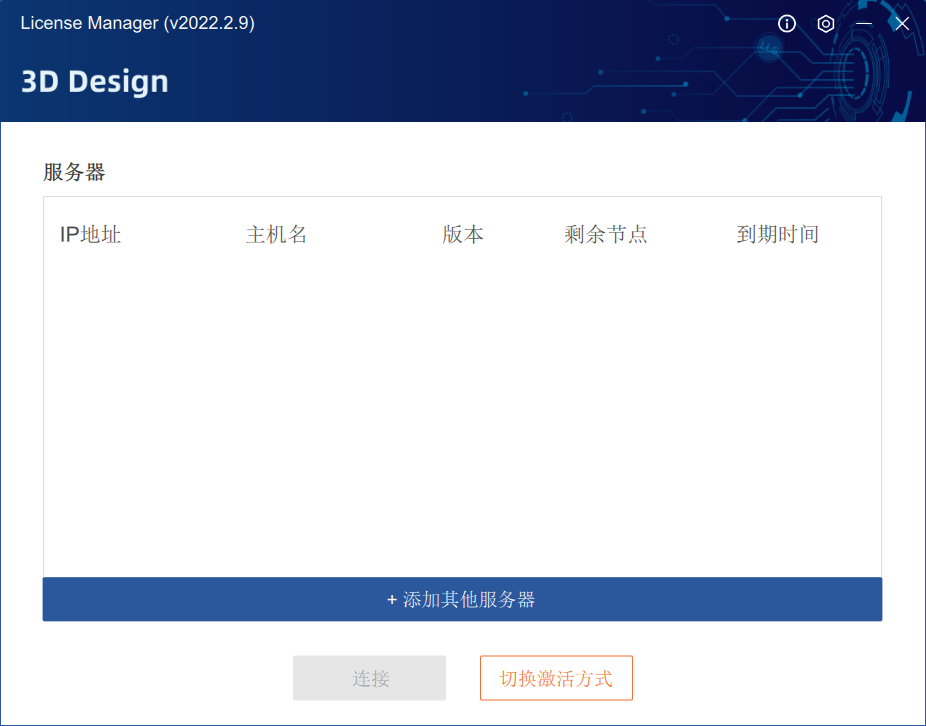 License Manager (v2022.2.9)
3D Design
服务器
IP地址 主机名 版本 剩余节点 到期时间
+ 添加其他服务器
连接 切换激活方式